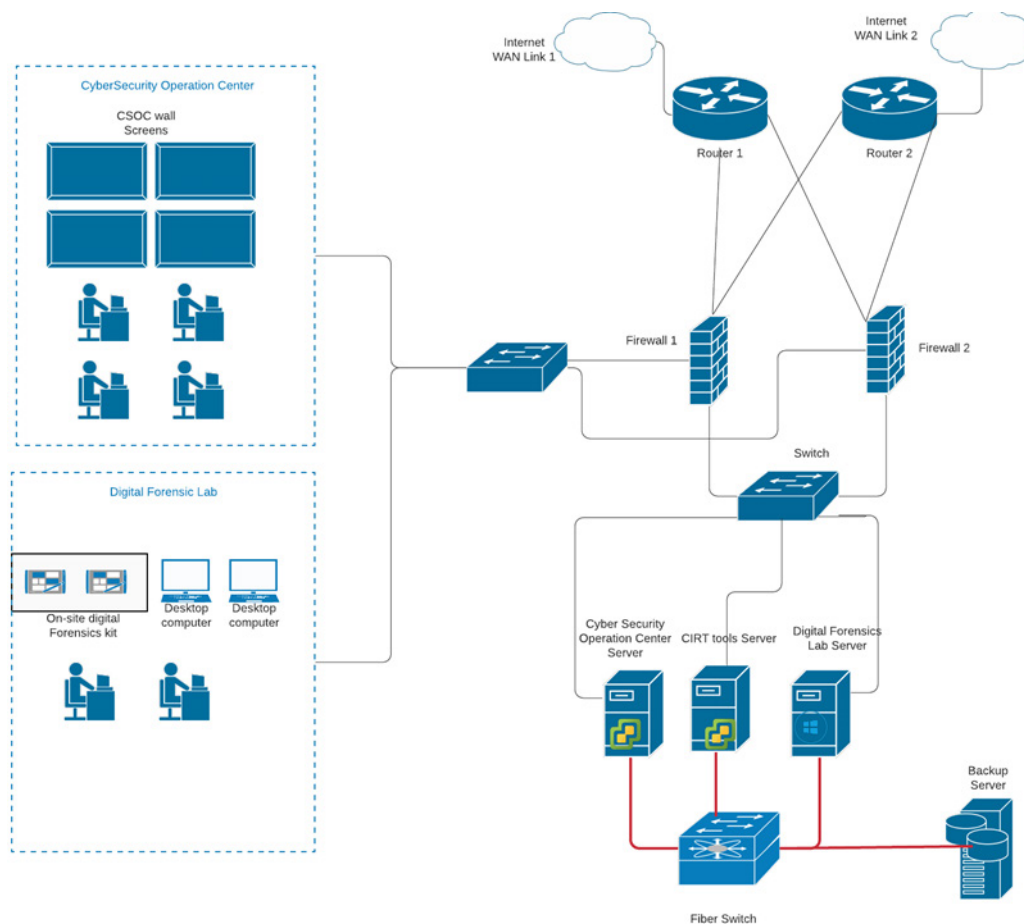 Internet
WAN Link 1
Internet
WAN Link 2
CyberSecurity Operation Center
CSOC wall
Screens
Router 1
Router 2
Firewall 1
Firewall 2
Switch
Digital Forensic Lab
On-site digital
Forensics kit
Desktop
computer
Desktop
computer
Cyber Security
Operation Center
Server
CIRT tools Server
Digital Forensics
Lab Server
Backup
Server
Fiber Switch